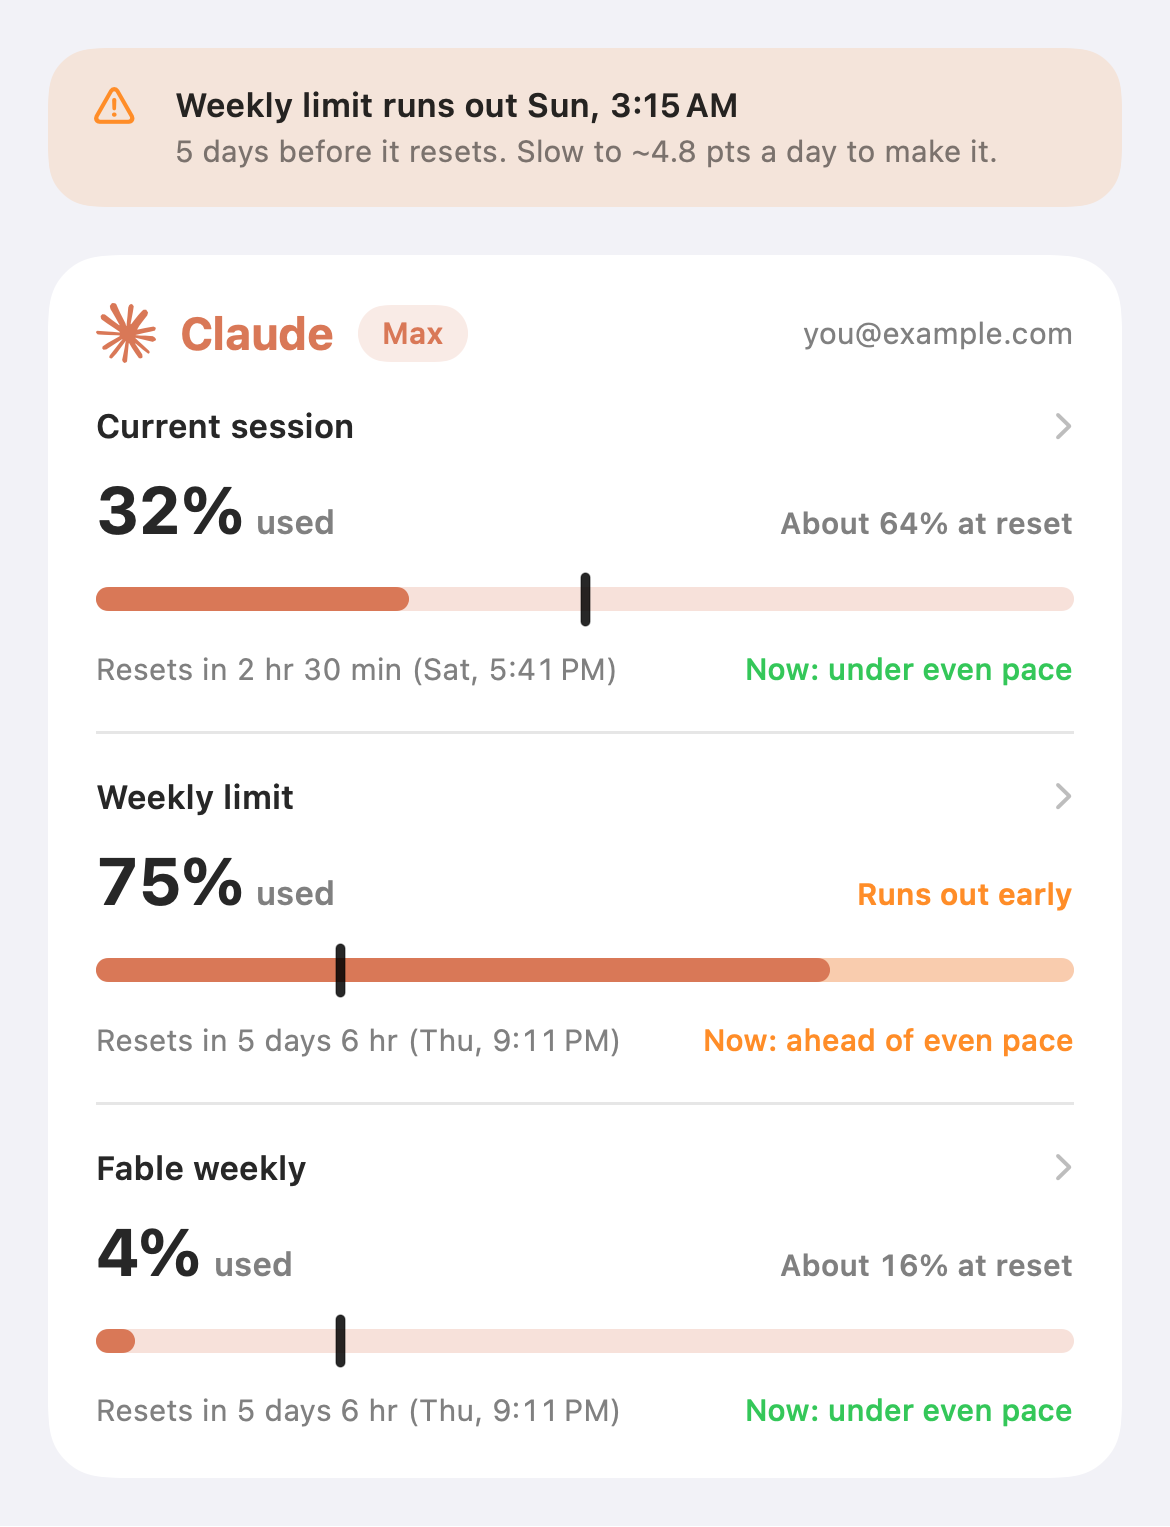 Weekly limit runs out Sun, 3:15 AM
5 days before it resets. Slow to ~4.8 pts a day to make it.
Claude Max you@example.com
Current session
32% used About 64% at reset
Resets in 2 hr 30 min (Sat, 5:41 PM) Now: under even pace
Weekly limit
75% used Runs out early
Resets in 5 days 6 hr (Thu, 9:11 PM) Now: ahead of even pace
Fable weekly
4% used About 16% at reset
Resets in 5 days 6 hr (Thu, 9:11 PM) Now: under even pace